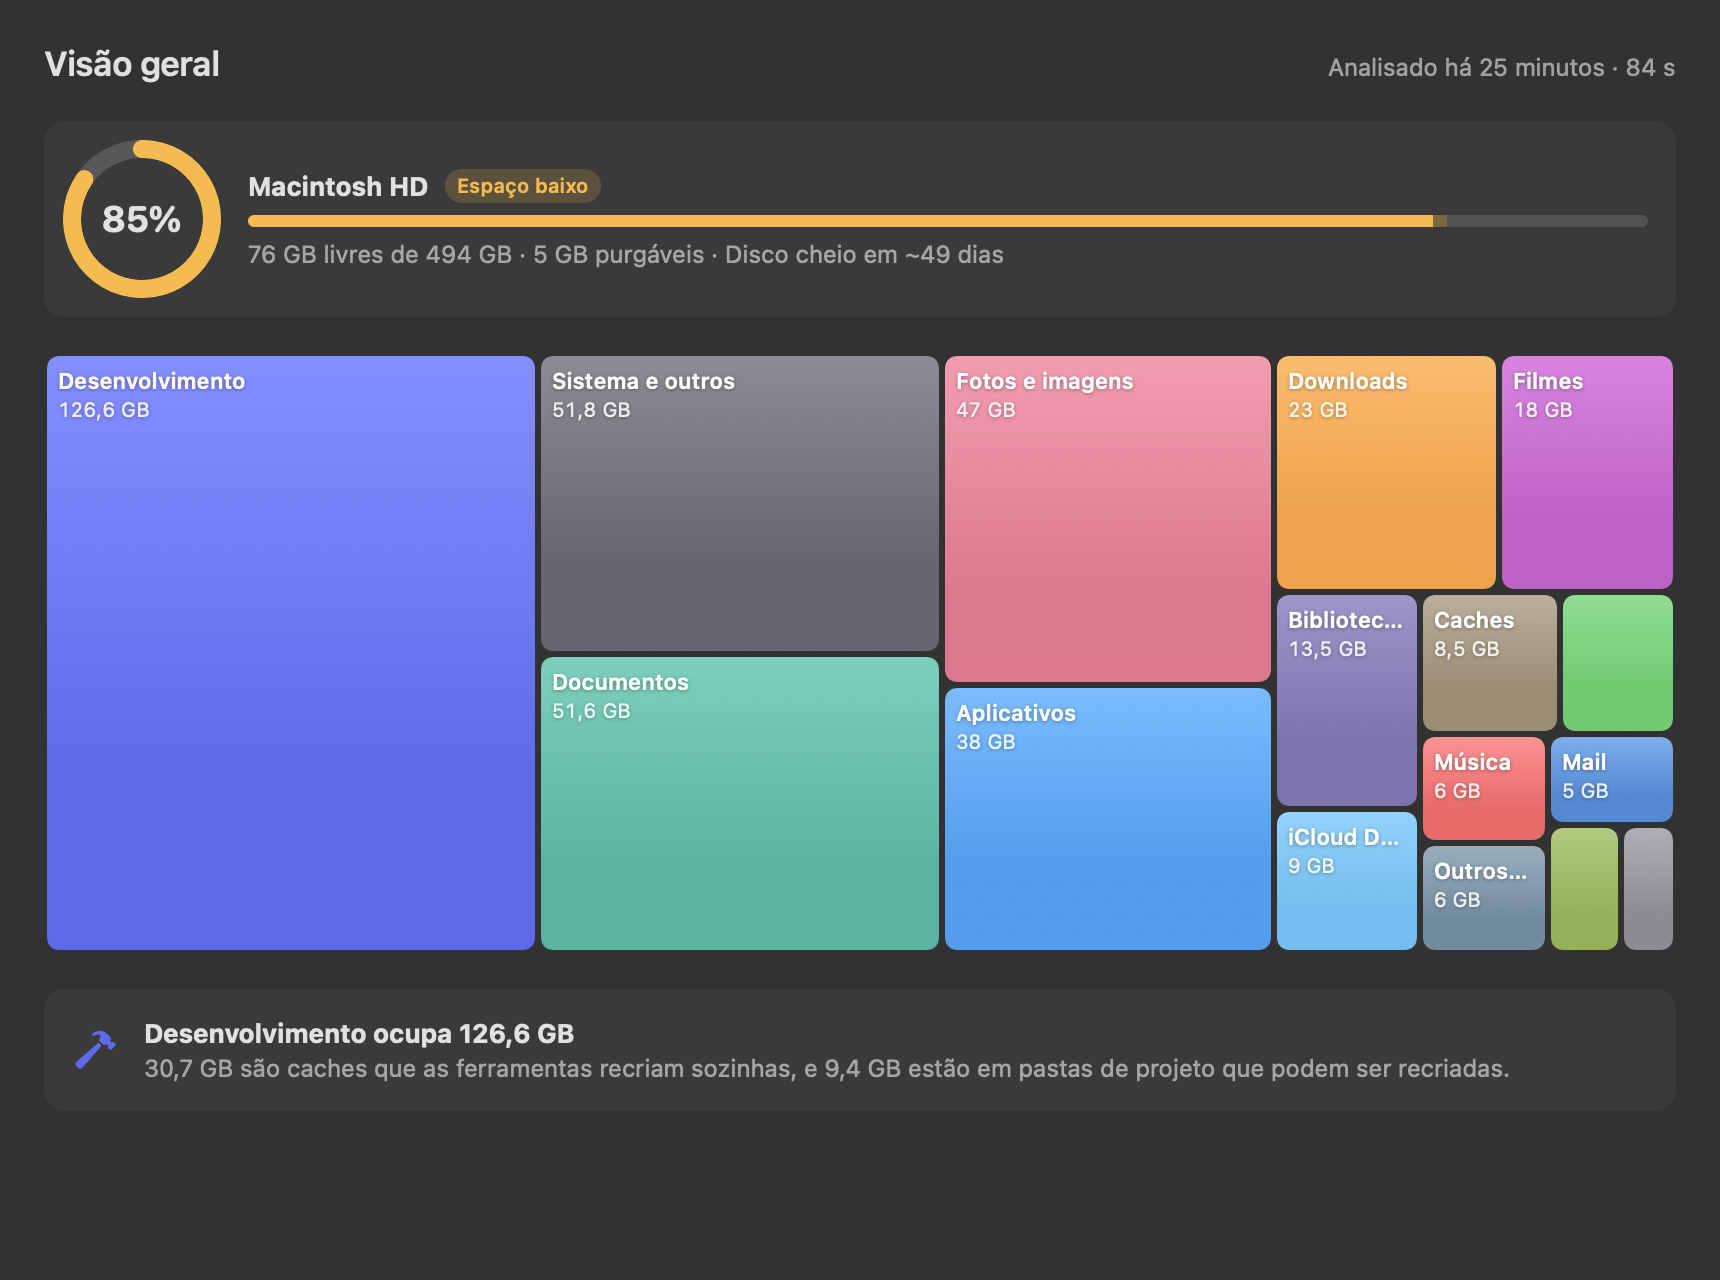 Visão geral
Analisado há 25 minutos · 84 s
85%
Macintosh HD
Espaço baixo
76 GB livres de 494 GB · 5 GB purgáveis · Disco cheio em ~49 dias
Desenvolvimento
126,6 GB
Sistema e outros
51,8 GB
Documentos
51,6 GB
Fotos e imagens
47 GB
Aplicativos
38 GB
Downloads
23 GB
Filmes
18 GB
Bibliotec...
13,5 GB
Caches
8,5 GB
Música
6 GB
Mail
5 GB
iCloud D...
9 GB
Outros...
6 GB
Desenvolvimento ocupa 126,6 GB
30,7 GB são caches que as ferramentas recriam sozinhas, e 9,4 GB estão em pastas de projeto que podem ser recriadas.